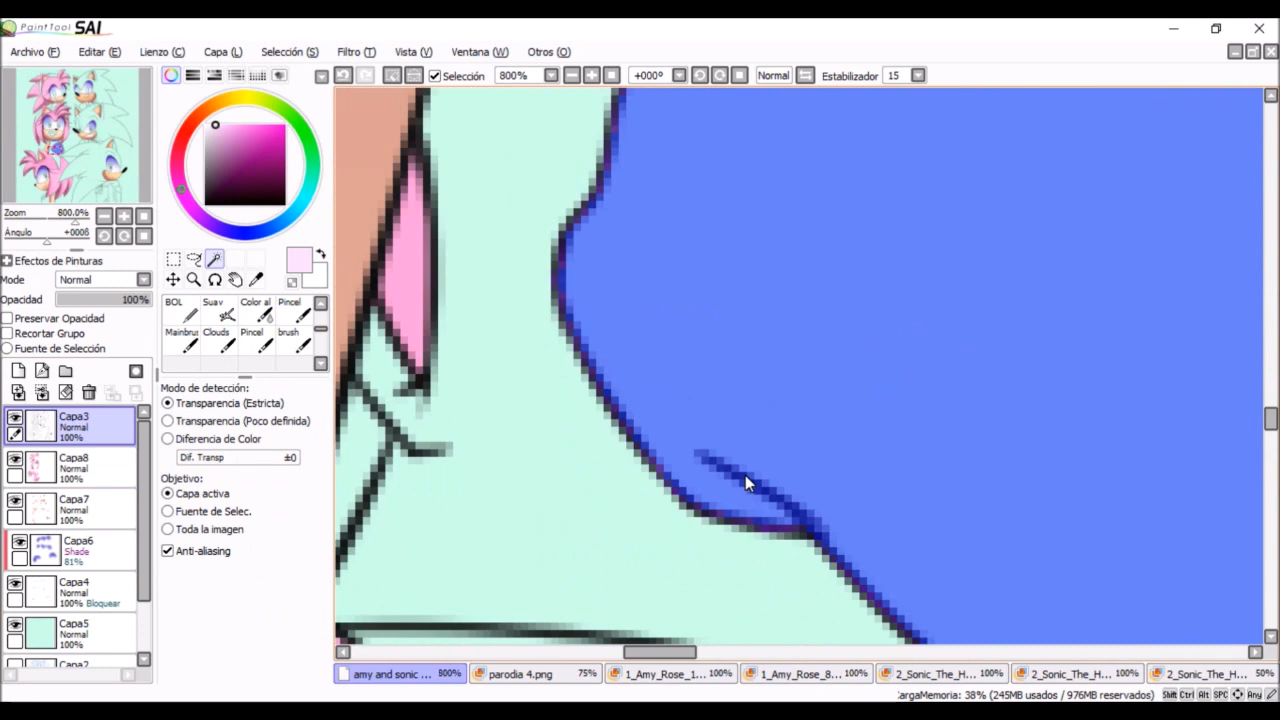 PaintTool SAI
Archivo (F) Editar (E) Lienzo (C) Capa (L) Selección (S) Filtro (T) Vista (V) Ventana (W) Otros (O)
Selección 800% +000º Normal Estabilizador 15
Zoom 800.0%
Ángulo +000ß
Efectos de Pinturas
Mode Normal
Opacidad 100%
Preservar Opacidad
Recortar Grupo
Fuente de Selección
Capa3
Normal
100%
Capa8
Normal
100%
Capa7
Normal
100%
Capa6
Shade
81%
Capa4
Normal
100% Bloquear
Capa5
Normal
100%
Capa2
BOL Suav Color al Pincel
Mainbrus Clouds Pincel brush
Modo de detección:
Transparencia (Estricta)
Transparencia (Poco definida)
Diferencia de Color
Dif. Transp ±0
Objetivo:
Capa activa
Fuente de Selec.
Toda la imagen
Anti-aliasing
amy and sonic ... 800% parodia 4.png 75% 1_Amy_Rose_1... 100% 1_Amy_Rose_8... 100% 2_Sonic_The_H... 100% 2_Sonic_The_H... 100% 2_Sonic_The_H... 50%
CargaMemoria: 38% (245MB usados / 976MB reservados) Shift Ctrl Alt SPC Any